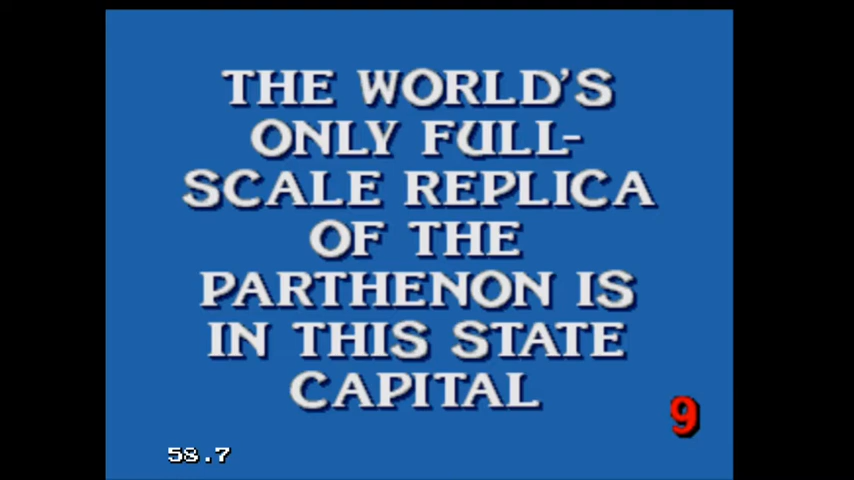 THE WORLD'S
ONLY FULL-
SCALE REPLICA
OF THE
PARTHENON IS
IN THIS STATE
CAPITAL
9
58.7